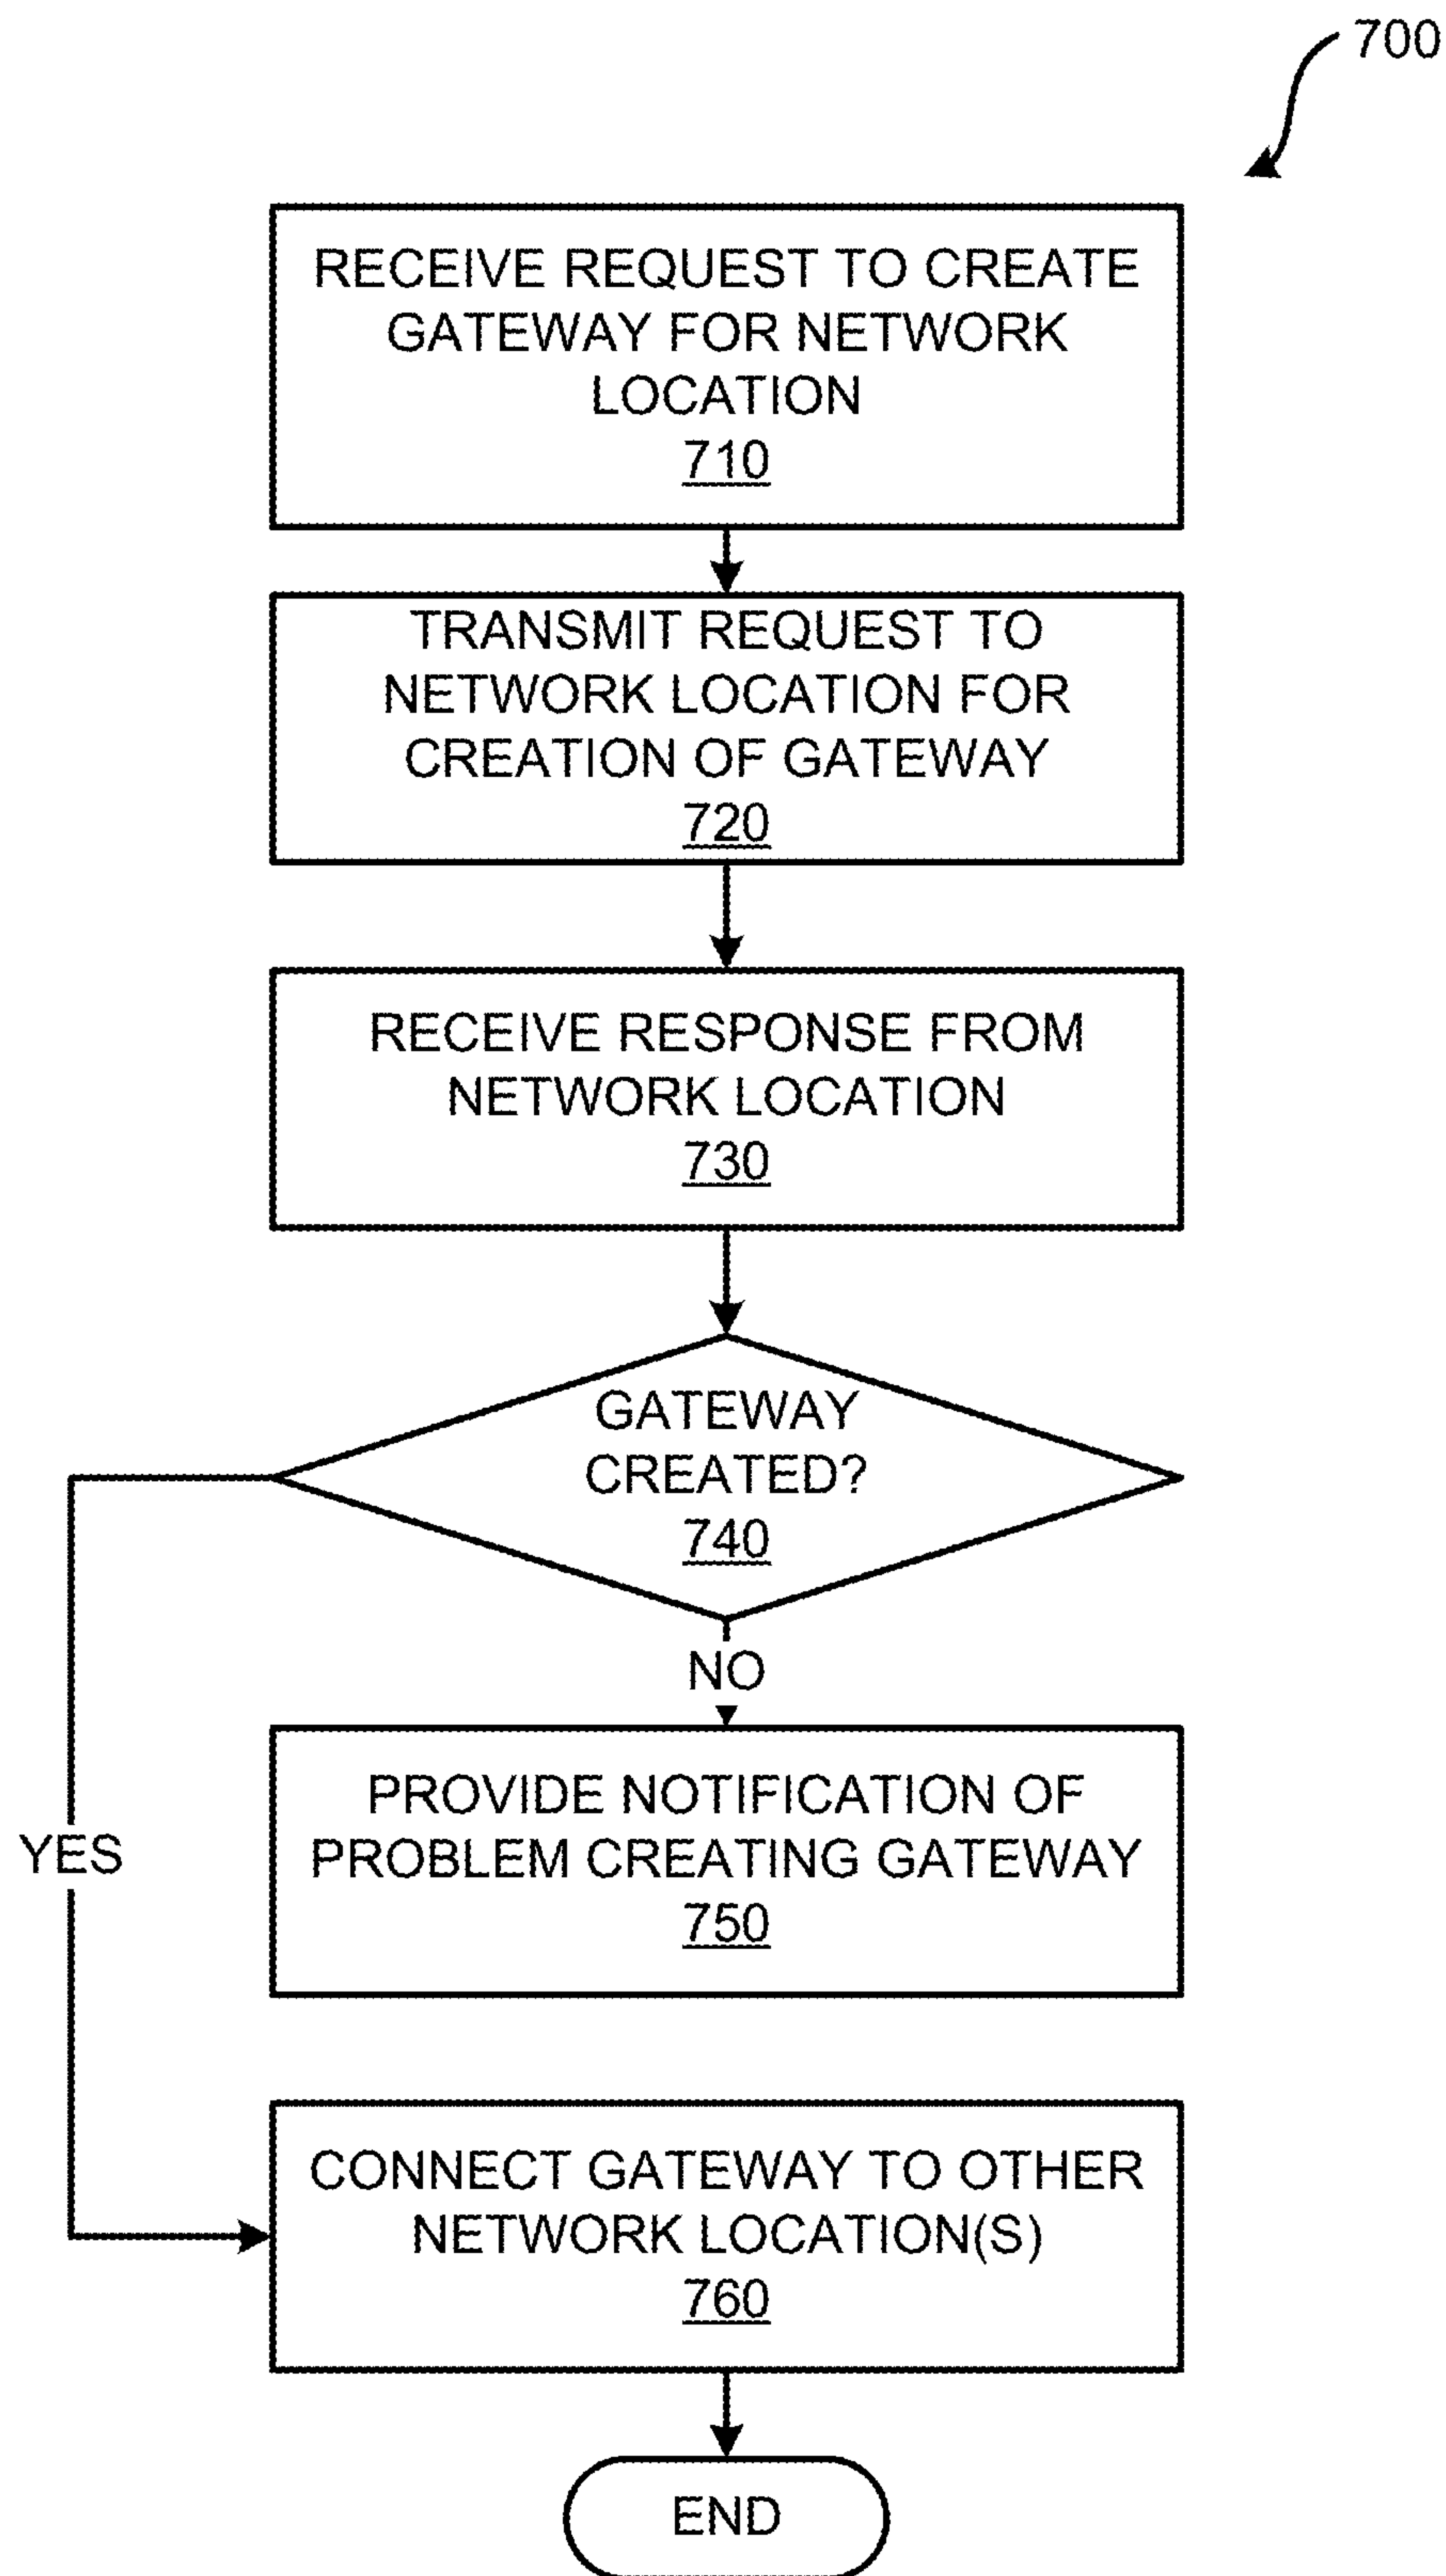 700
RECEIVE REQUEST TO CREATE
GATEWAY FOR NETWORK
LOCATION
710
TRANSMIT REQUEST TO
NETWORK LOCATION FOR
CREATION OF GATEWAY
720
RECEIVE RESPONSE FROM
NETWORK LOCATION
730
GATEWAY
CREATED?
740
NO
PROVIDE NOTIFICATION OF
PROBLEM CREATING GATEWAY
750
YES
CONNECT GATEWAY TO OTHER
NETWORK LOCATION(S)
760
END